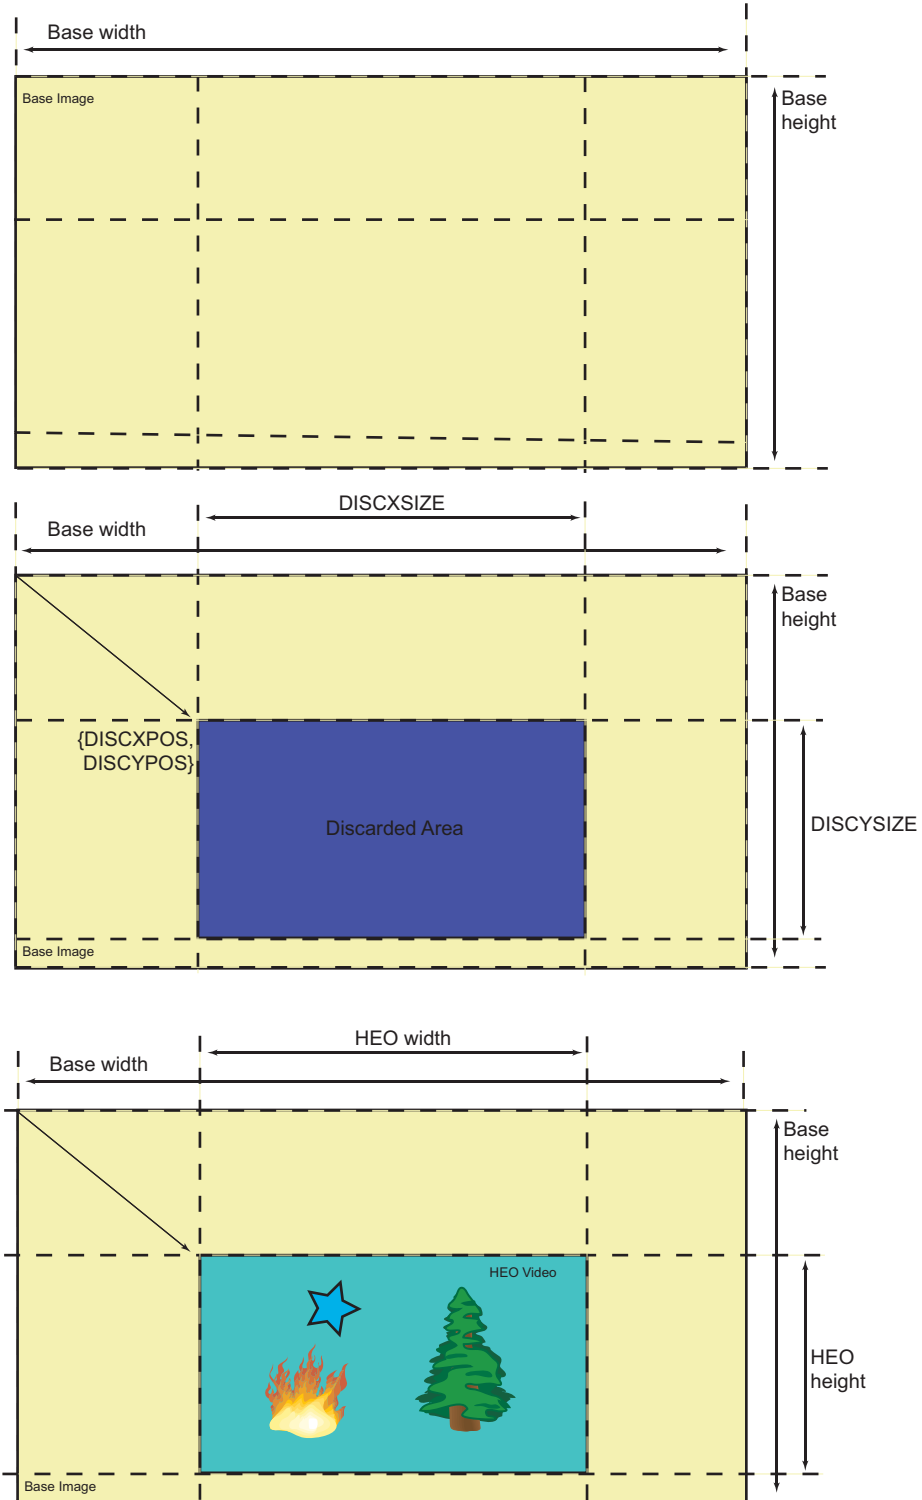 Base width
Base Image
Base
height
DISCXSIZE
Base width
Base
height
{DISCXPOS,
DISCYPOS}
Discarded Area
DISCYSIZE
Base Image
HEO width
Base width
Base
height
HEO Video
HEO
height
Base Image